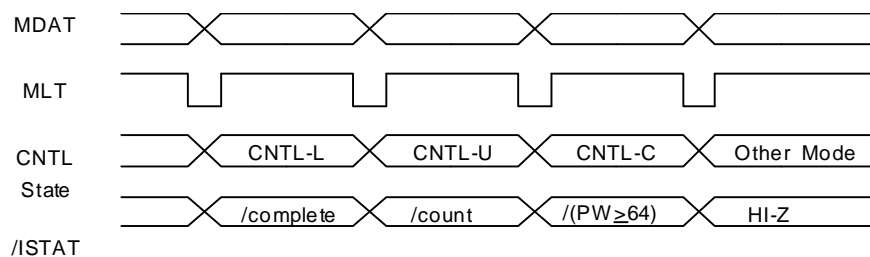 MDAT
MLT
CNTL CNTL-L CNTL-U CNTL-C Other Mode
State
/complete /count /(PW≥64) HI-Z
/ISTAT